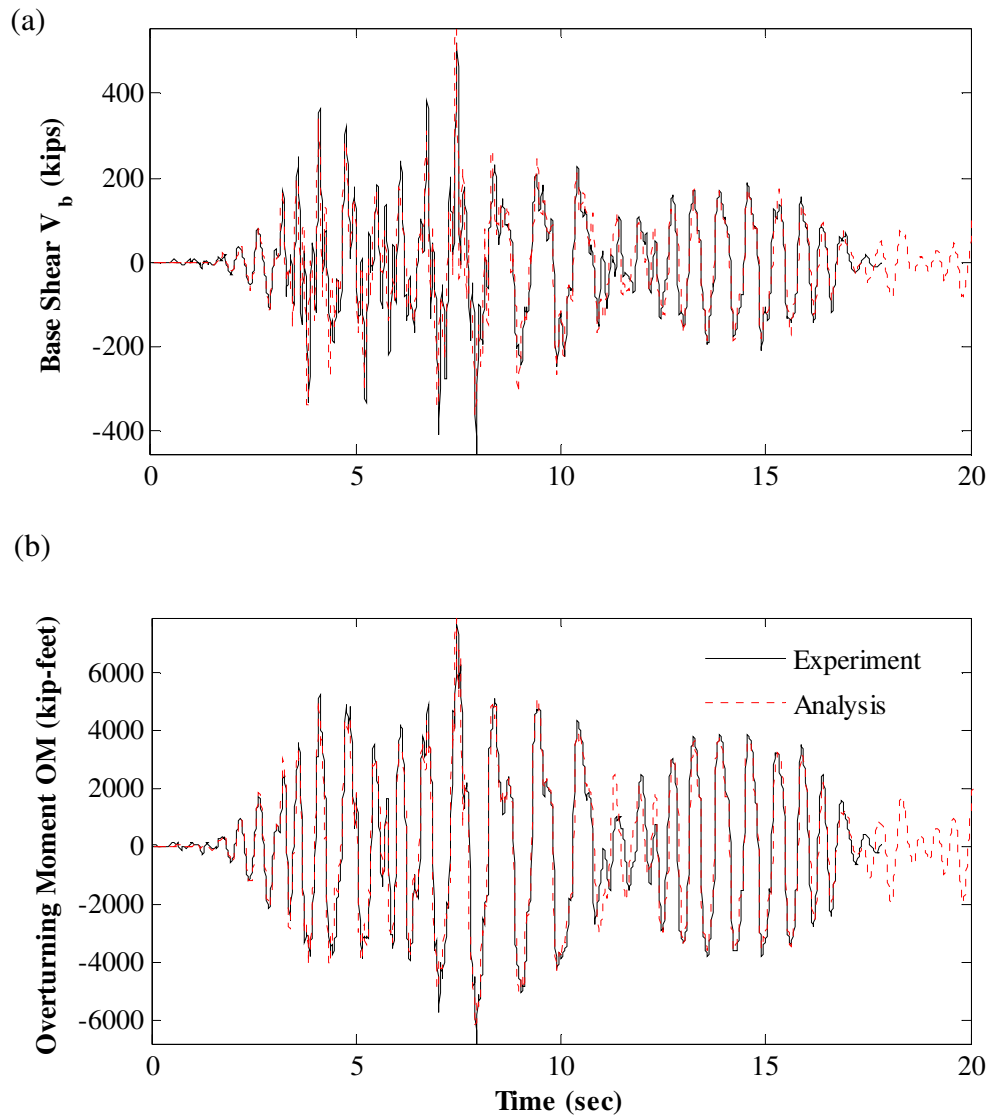 (a)
Base Shear V_b (kips)
400
200
0
-200
-400
0 5 10 15 20
(b)
Overturning Moment OM (kip-feet)
6000
4000
2000
0
-2000
-4000
-6000
Experiment
Analysis
0 5 10 15 20
Time (sec)